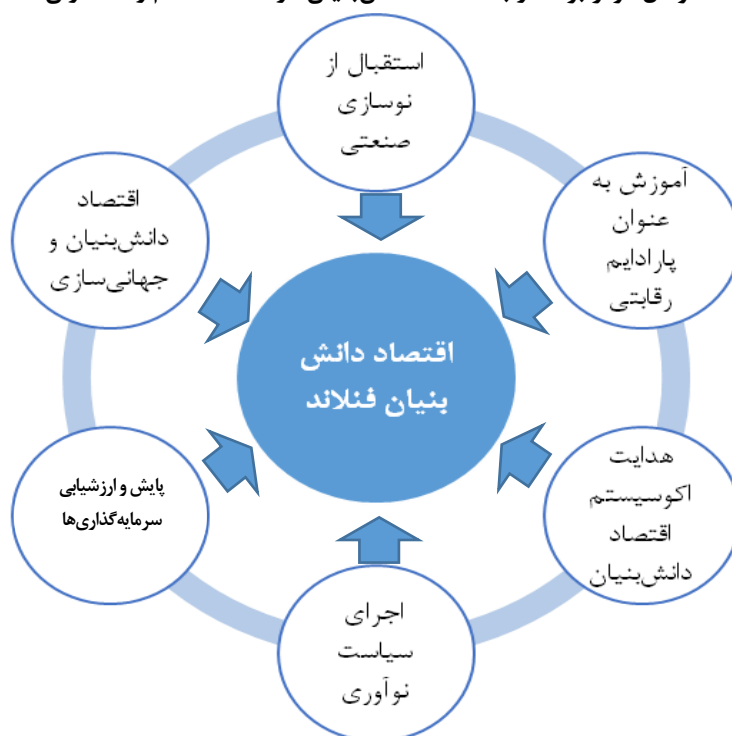 استقبال از
نوسازی
صنعتی
آموزش به
عنوان
پارادایم
رقابتی
هدایت
اکوسیستم
اقتصاد
دانش‌بنیان
اجرای
سیاست
نوآوری
پایش و ارزشیابی
سرمایه‌گذاری‌ها
اقتصاد
دانش‌بنیان و
جهانی‌سازی
اقتصاد دانش
بنیان فنلاند